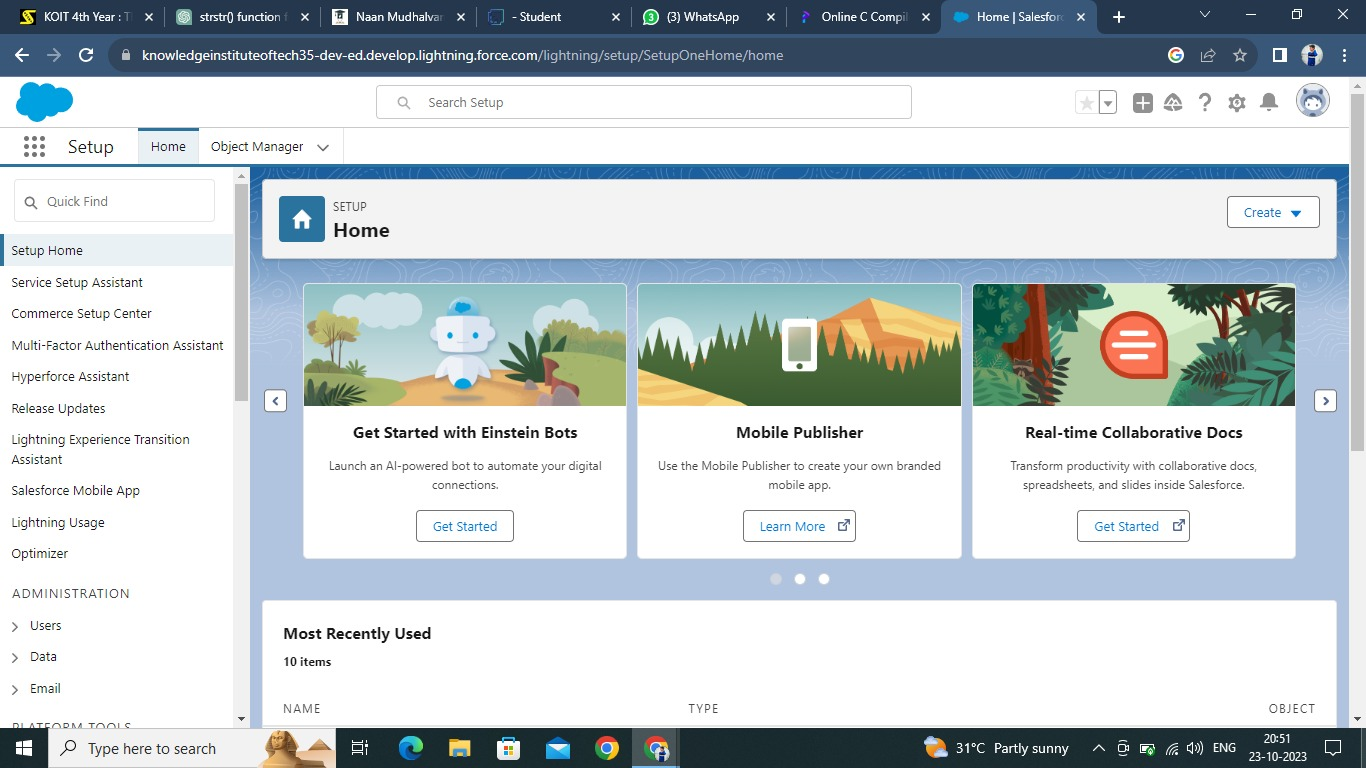 KOIT 4th Year : T
strstr() function f
Naan Mudhalvar
- Student
(3) WhatsApp
Online C Compil
Home | Salesforc
knowledgeinstituteoftech35-dev-ed.develop.lightning.force.com/lightning/setup/SetupOneHome/home
Search Setup
Setup
Home
Object Manager
Quick Find
Setup Home
Service Setup Assistant
Commerce Setup Center
Multi-Factor Authentication Assistant
Hyperforce Assistant
Release Updates
Lightning Experience Transition
Assistant
Salesforce Mobile App
Lightning Usage
Optimizer
ADMINISTRATION
Users
Data
Email
PLATFORM TOOLS
SETUP
Home
Create
Get Started with Einstein Bots
Launch an AI-powered bot to automate your digital
connections.
Get Started
Mobile Publisher
Use the Mobile Publisher to create your own branded
mobile app.
Learn More
Real-time Collaborative Docs
Transform productivity with collaborative docs,
spreadsheets, and slides inside Salesforce.
Get Started
Most Recently Used
10 items
NAME TYPE OBJECT
Type here to search
31°C Partly sunny
ENG
20:51
23-10-2023